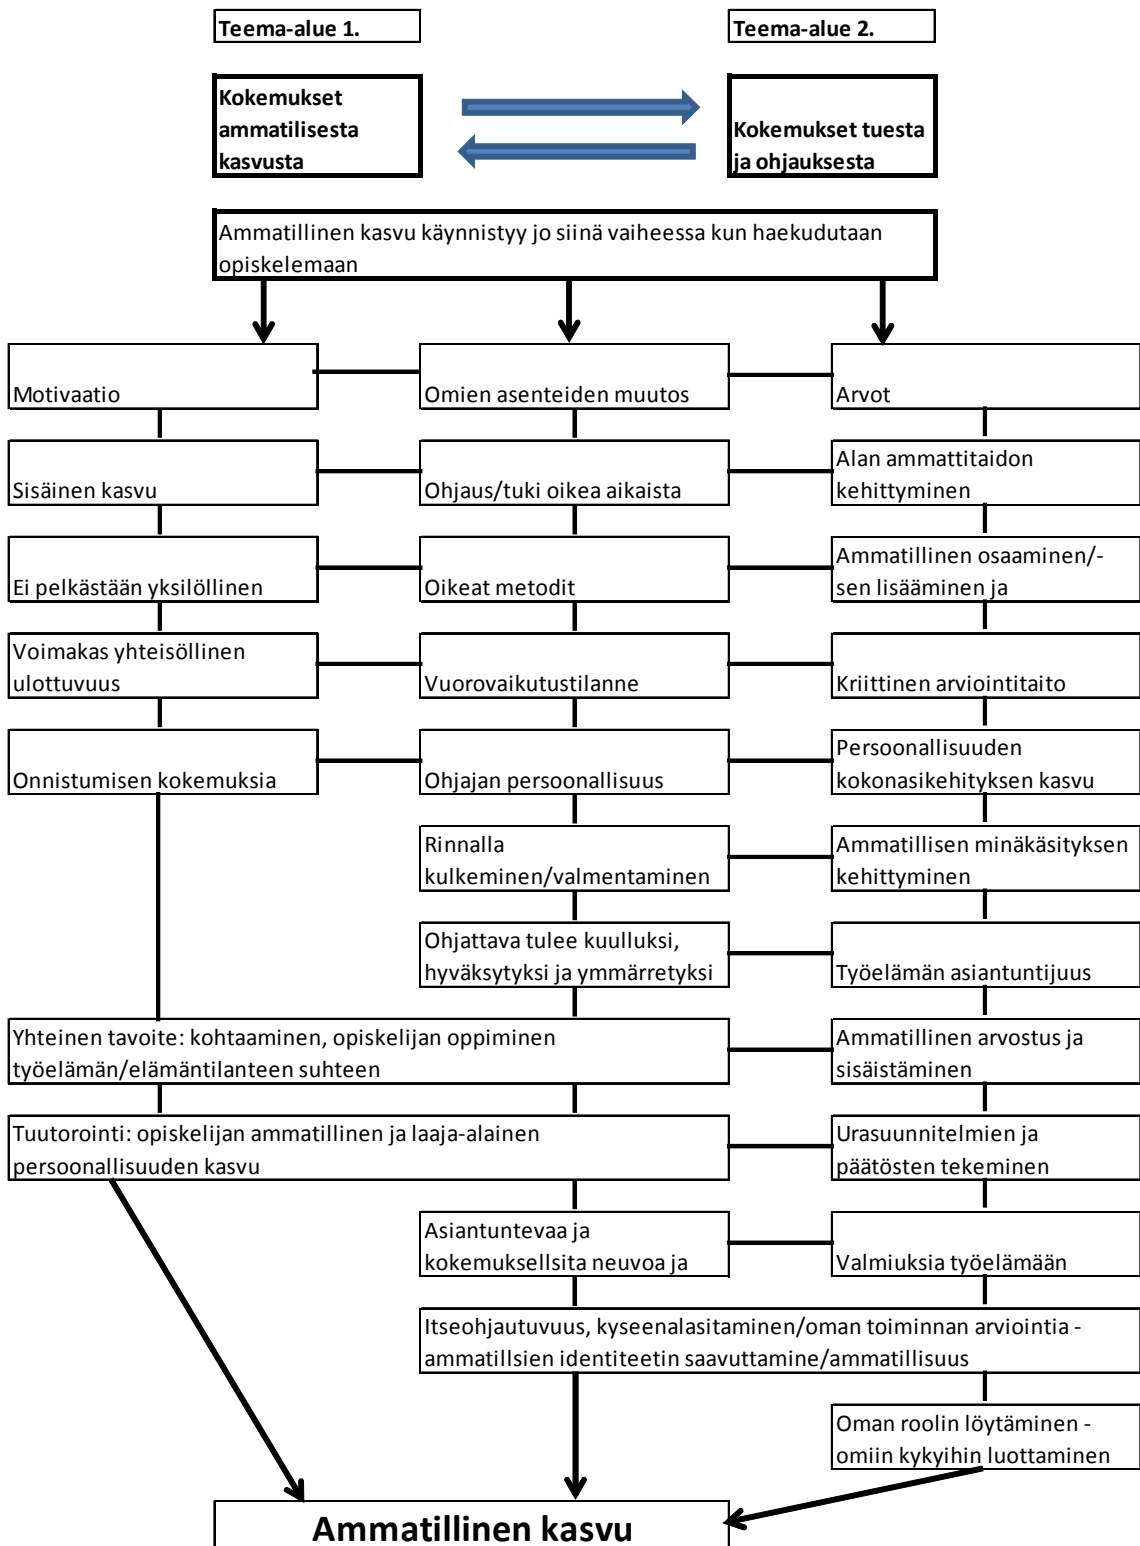 Teema-alue 1.
Teema-alue 2.
Kokemukset
ammatilisesta
kasvusta
Kokemukset tuesta
ja ohjauksesta
Ammatillinen kasvu käynnistyy jo siinä vaiheessa kun haekudutaan
opiskelemaan
Motivaatio
Omien asenteiden muutos
Arvot
Sisäinen kasvu
Ohjaus/tuki oikea aikaista
Alan ammattitaidon
kehittyminen
Ei pelkästään yksilöllinen
Oikeat metodit
Ammatillinen osaaminen/-
sen lisääminen ja
Voimakas yhteisöllinen
ulottuvuus
Vuorovaikutustilanne
Kriittinen arviointitaito
Onnistumisen kokemuksia
Ohjajan persoonallisuus
Persoonallisuuden
kokonasikehityksen kasvu
Rinnalla
kulkeminen/valmentaminen
Ammatillisen minäkäsityksen
kehittyminen
Ohjattava tulee kuulluksi,
hyväksytyksi ja ymmärretyksi
Työelämän asiantuntijuus
Yhteinen tavoite: kohtaaminen, opiskelijan oppiminen
työelämän/elämäntilanteen suhteen
Ammatillinen arvostus ja
sisäistäminen
Tuutorointi: opiskelijan ammatillinen ja laaja-alainen
persoonallisuuden kasvu
Urasuunnitelmien ja
päätösten tekeminen
Asiantuntevaa ja
kokemuksellsita neuvoa ja
Valmiuksia työelämään
Itseohjautuvuus, kyseenalasitaminen/oman toiminnan arviointia -
ammatillsien identiteetin saavuttamine/ammatillisuus
Oman roolin löytäminen -
omiin kykyihin luottaminen
Ammatillinen kasvu